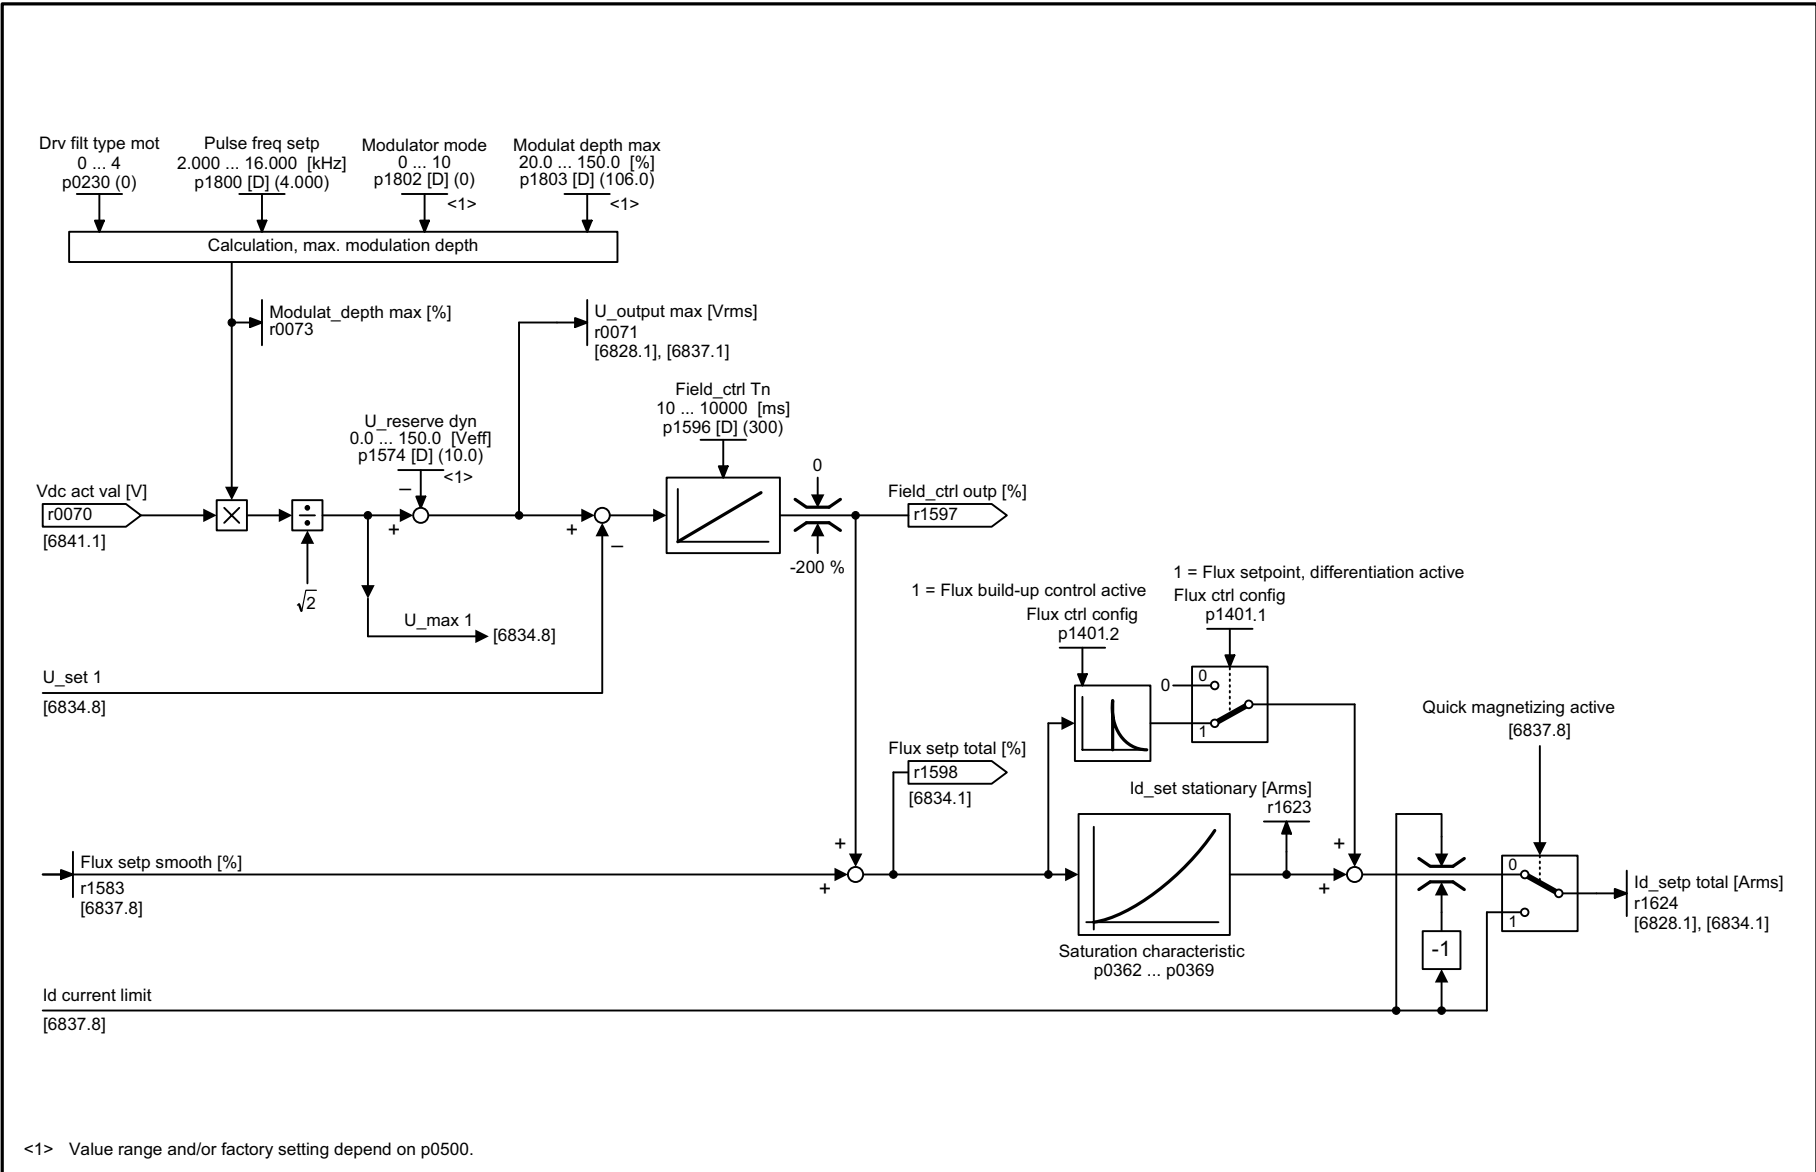 Drv filt type mot
0 ... 4
p0230 (0)
Pulse freq setp
2.000 ... 16.000 [kHz]
p1800 [D] (4.000)
Modulator mode
0 ... 10
p1802 [D] (0)
<1>
Modulat depth max
20.0 ... 150.0 [%]
p1803 [D] (106.0)
<1>
Calculation, max. modulation depth
Modulat_depth max [%]
r0073
U_output max [Vrms]
r0071
[6828.1], [6837.1]
Field_ctrl Tn
10 ... 10000 [ms]
p1596 [D] (300)
U_reserve dyn
0.0 ... 150.0 [Veff]
p1574 [D] (10.0)
<1>
–
0
Vdc act val [V]
r0070
[6841.1]
×
÷
√2
+
+
–
-200 %
Field_ctrl outp [%]
r1597
U_max 1
[6834.8]
U_set 1
[6834.8]
1 = Flux build-up control active
Flux ctrl config
p1401.2
1 = Flux setpoint, differentiation active
Flux ctrl config
p1401.1
0
0
1
Quick magnetizing active
[6837.8]
Flux setp total [%]
r1598
[6834.1]
Id_set stationary [Arms]
r1623
Flux setp smooth [%]
r1583
[6837.8]
+
+
+
+
Saturation characteristic
p0362 ... p0369
-1
0
1
Id_setp total [Arms]
r1624
[6828.1], [6834.1]
Id current limit
[6837.8]
<1> Value range and/or factory setting depend on p0500.